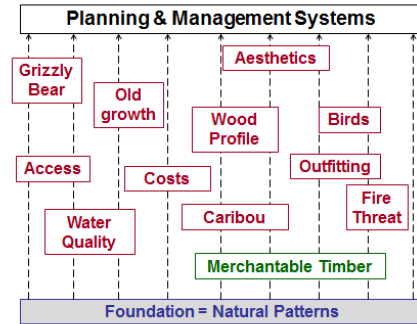 Planning & Management Systems
Aesthetics
Grizzly
Bear
Old
growth
Wood
Profile
Birds
Access
Costs
Outfitting
Water
Quality
Caribou
Fire
Threat
Merchantable Timber
Foundation = Natural Patterns